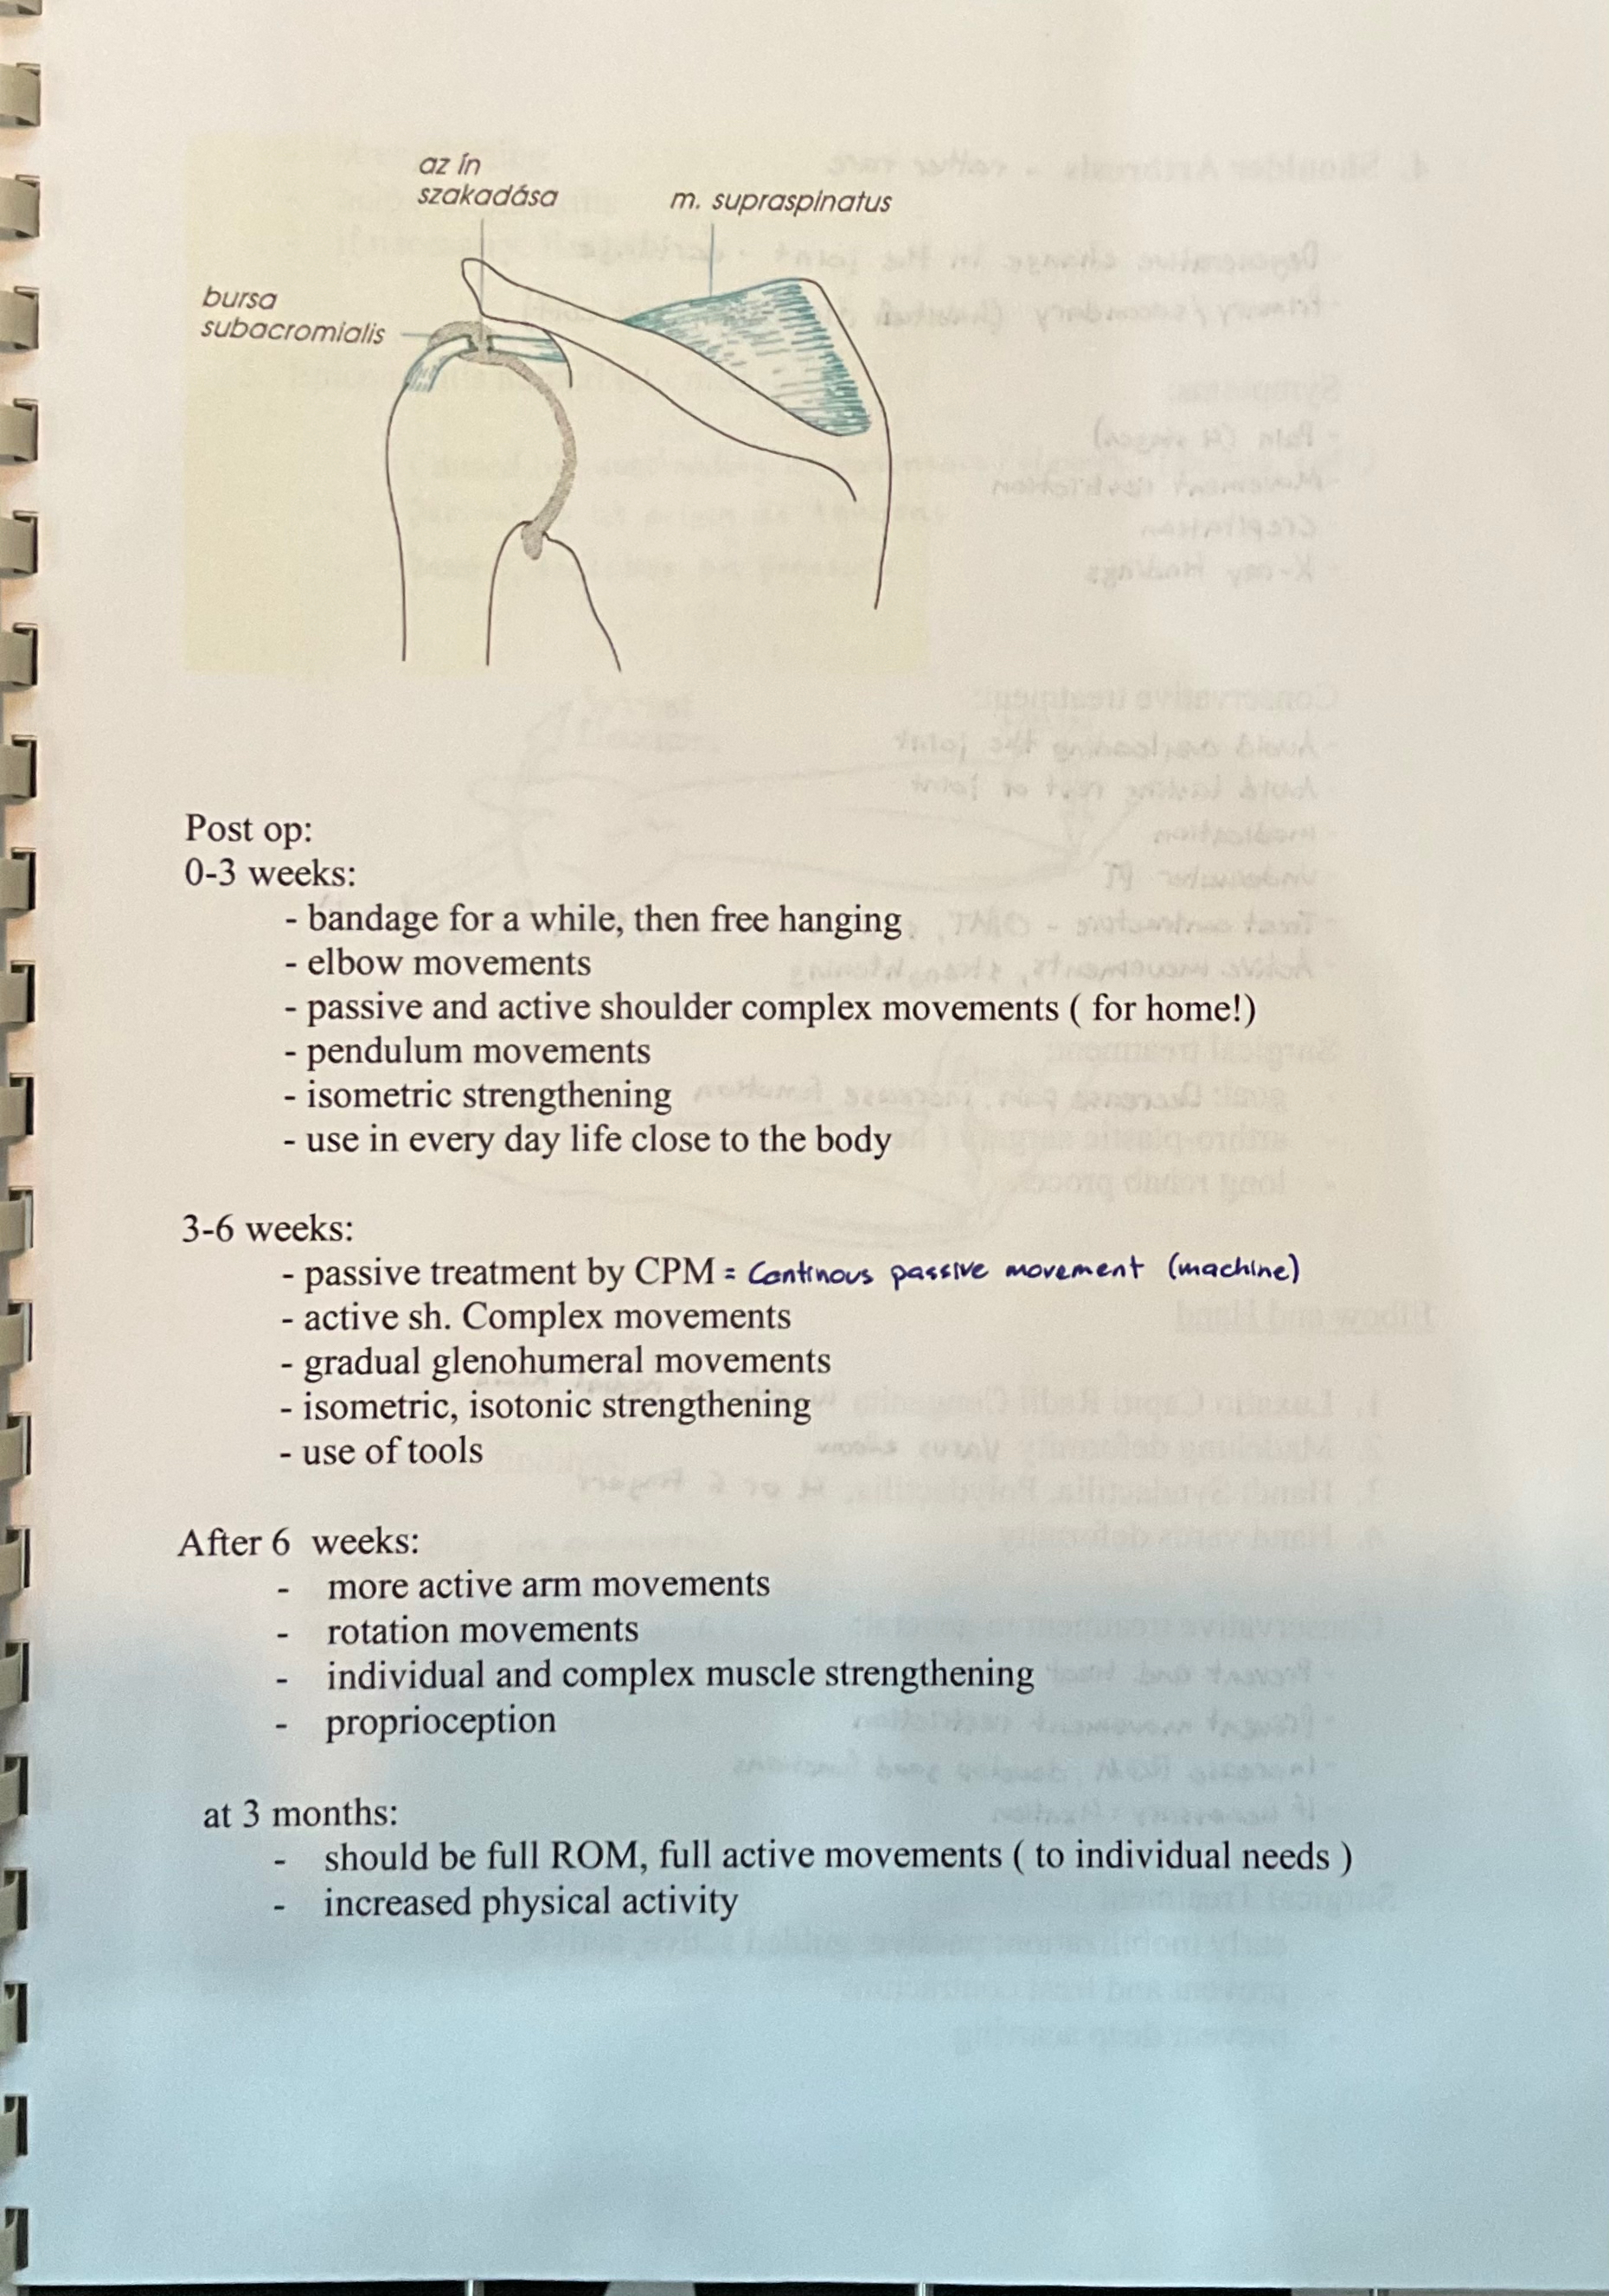 az ín
szakadása
m. supraspinatus
bursa
subacromialis
Post op:
0-3 weeks:
- bandage for a while, then free hanging
- elbow movements
- passive and active shoulder complex movements ( for home!)
- pendulum movements
- isometric strengthening
- use in every day life close to the body
3-6 weeks:
- passive treatment by CPM = Continous passive movement (machine)
- active sh. Complex movements
- gradual glenohumeral movements
- isometric, isotonic strengthening
- use of tools
After 6 weeks:
- more active arm movements
- rotation movements
- individual and complex muscle strengthening
- proprioception
at 3 months:
- should be full ROM, full active movements ( to individual needs )
- increased physical activity